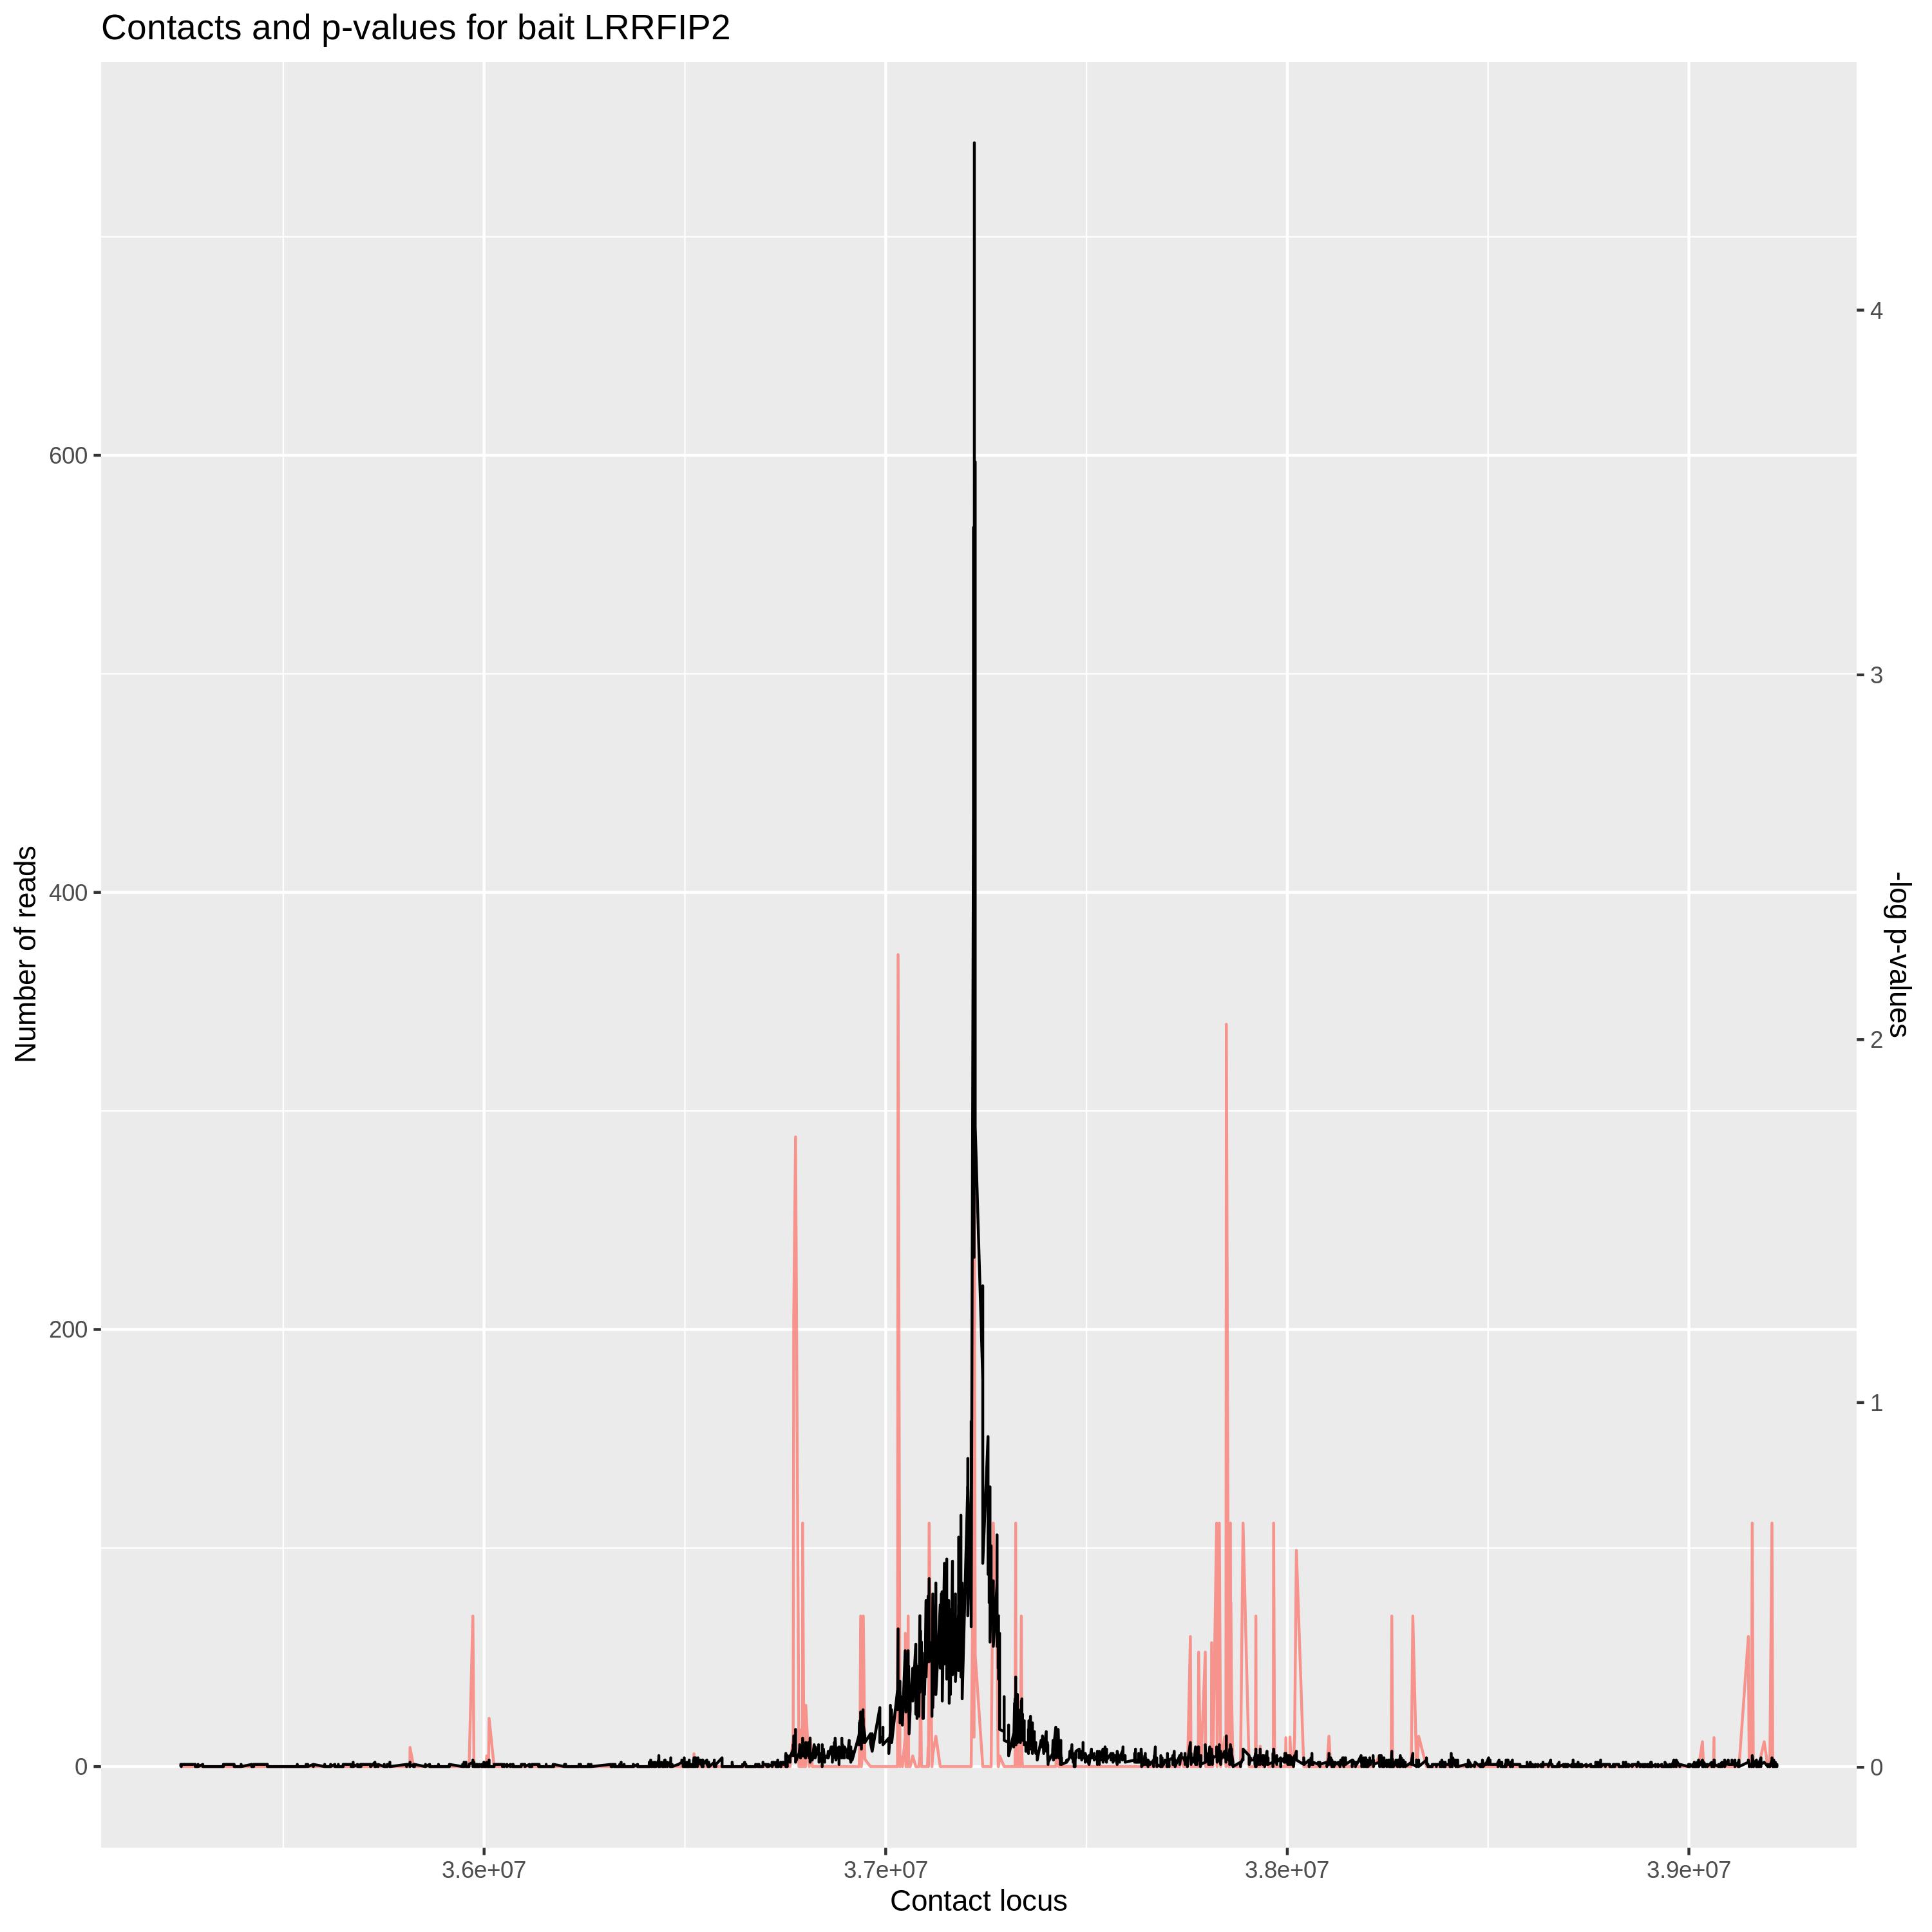 Contacts and p-values for bait LRRFIP2
Number of reads
600
400
200
0
4
3
2
1
0
-log p-values
3.6e+07
3.7e+07
3.8e+07
3.9e+07
Contact locus